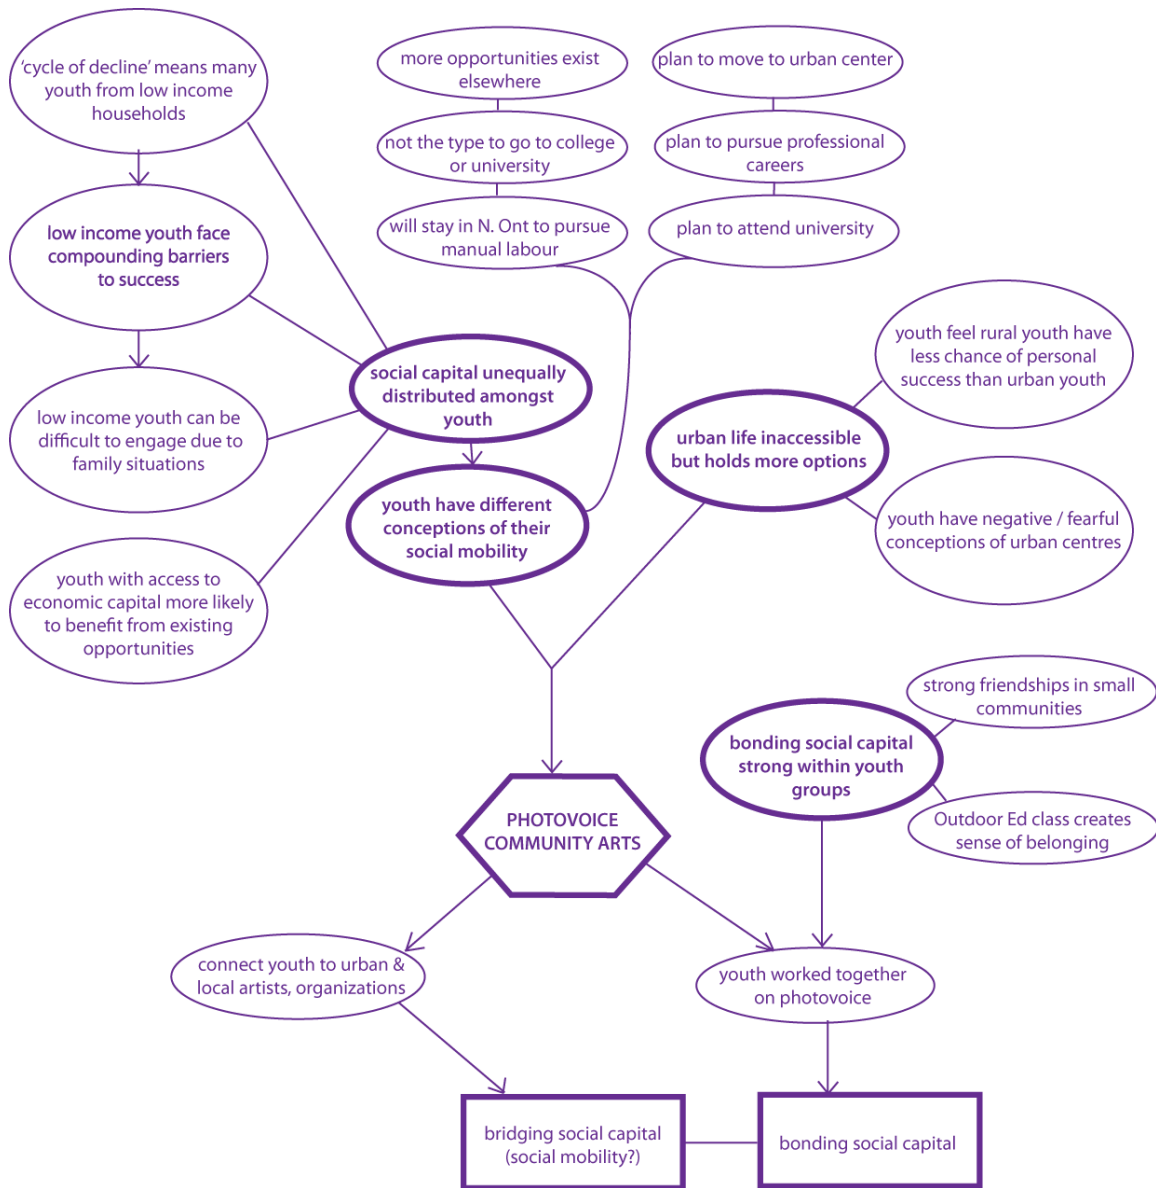 'cycle of decline' means many
youth from low income
households
more opportunities exist
elsewhere
plan to move to urban center
not the type to go to college
or university
plan to pursue professional
careers
low income youth face
compounding barriers
to success
will stay in N. Ont to pursue
manual labour
plan to attend university
youth feel rural youth have
less chance of personal
success than urban youth
social capital unequally
distributed amongst
youth
low income youth can be
difficult to engage due to
family situations
urban life inaccessible
but holds more options
youth have different
conceptions of their
social mobility
youth have negative / fearful
conceptions of urban centres
youth with access to
economic capital more likely
to benefit from existing
opportunities
strong friendships in small
communities
bonding social capital
strong within youth
groups
PHOTOVOICE
COMMUNITY ARTS
Outdoor Ed class creates
sense of belonging
connect youth to urban &
local artists, organizations
youth worked together
on photovoice
bridging social capital
(social mobility?)
bonding social capital